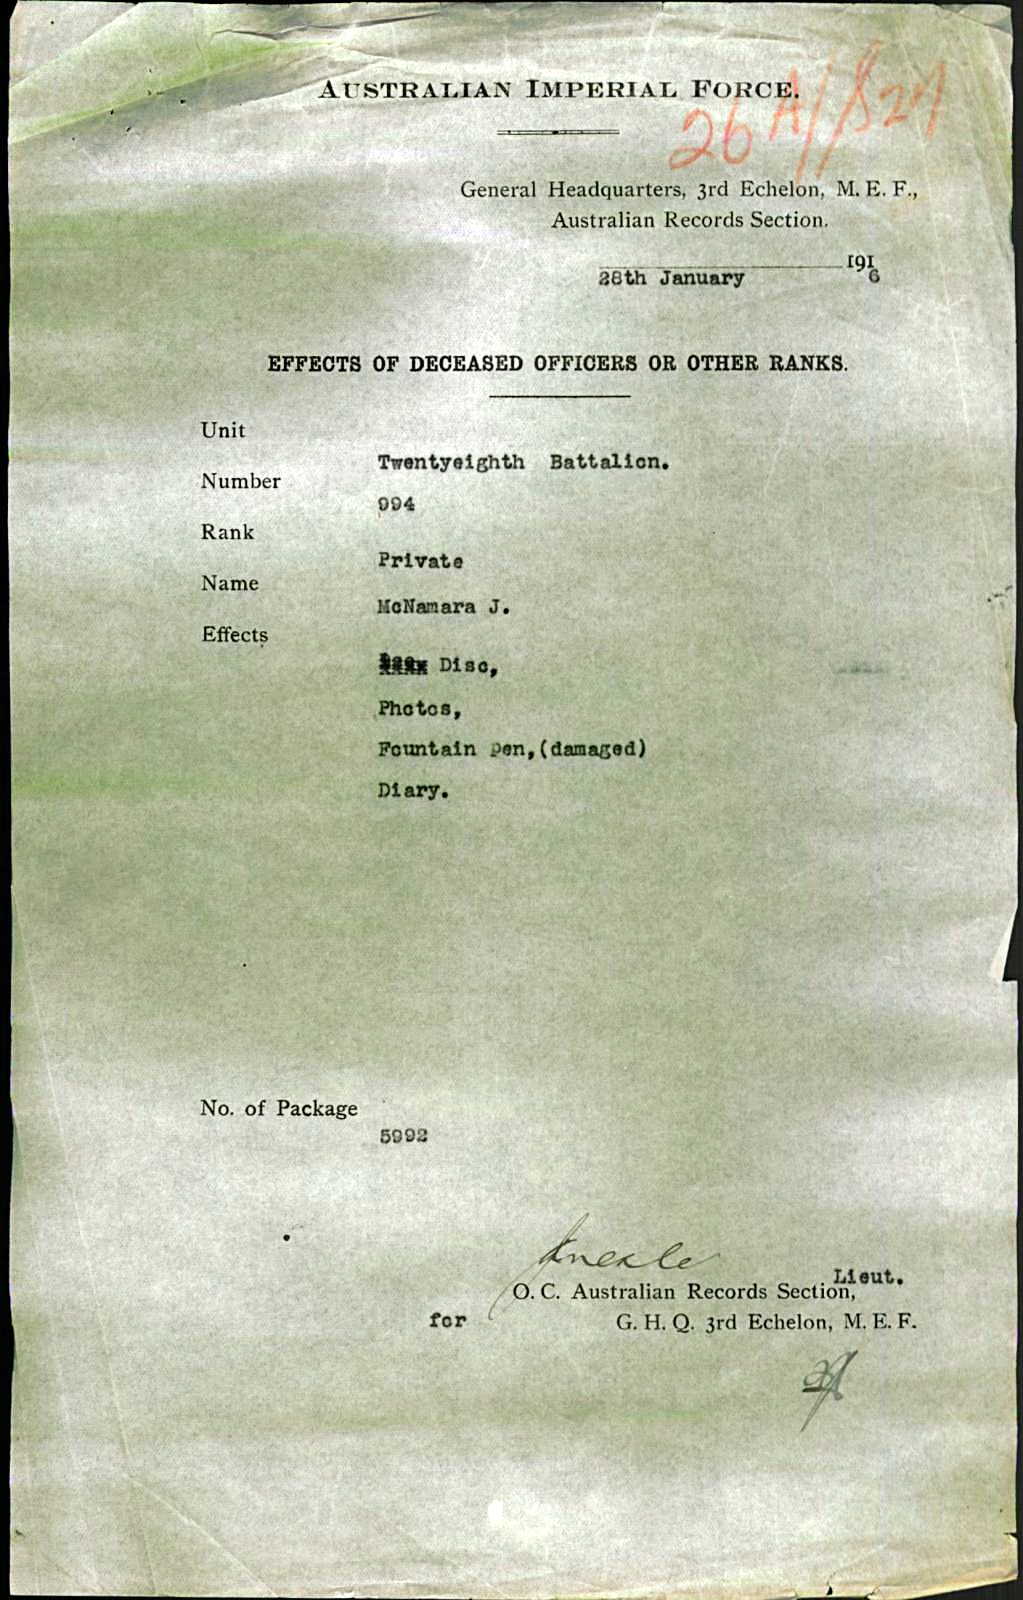 AUSTRALIAN IMPERIAL FORCE.
General Headquarters, 3rd Echelon, M. E. F.,
Australian Records Section.
28th January 1916
EFFECTS OF DECEASED OFFICERS OR OTHER RANKS.
Unit
Twentyeighth Battalion.
Number
994
Rank
Private
Name
McNamara J.
Effects
Disc,
Photos,
Fountain pen,(damaged)
Diary.
No. of Package
5992
Lieut.
O. C. Australian Records Section,
for G. H. Q. 3rd Echelon, M. E. F.